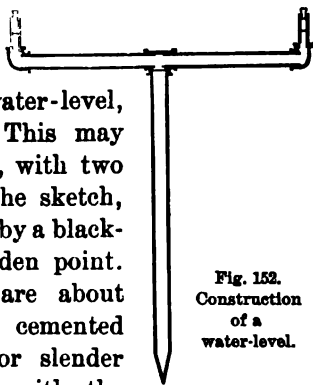 water-level,
This may
, with two
he sketch,
by a black-
den point.
are about
cemented
or slender
Fig. 152.
Construction
of a
water-level.